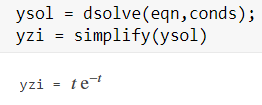 ysol = dsolve(eqn,conds);
yzi = simplify(ysol)
yzi = t e⁻ᵗ